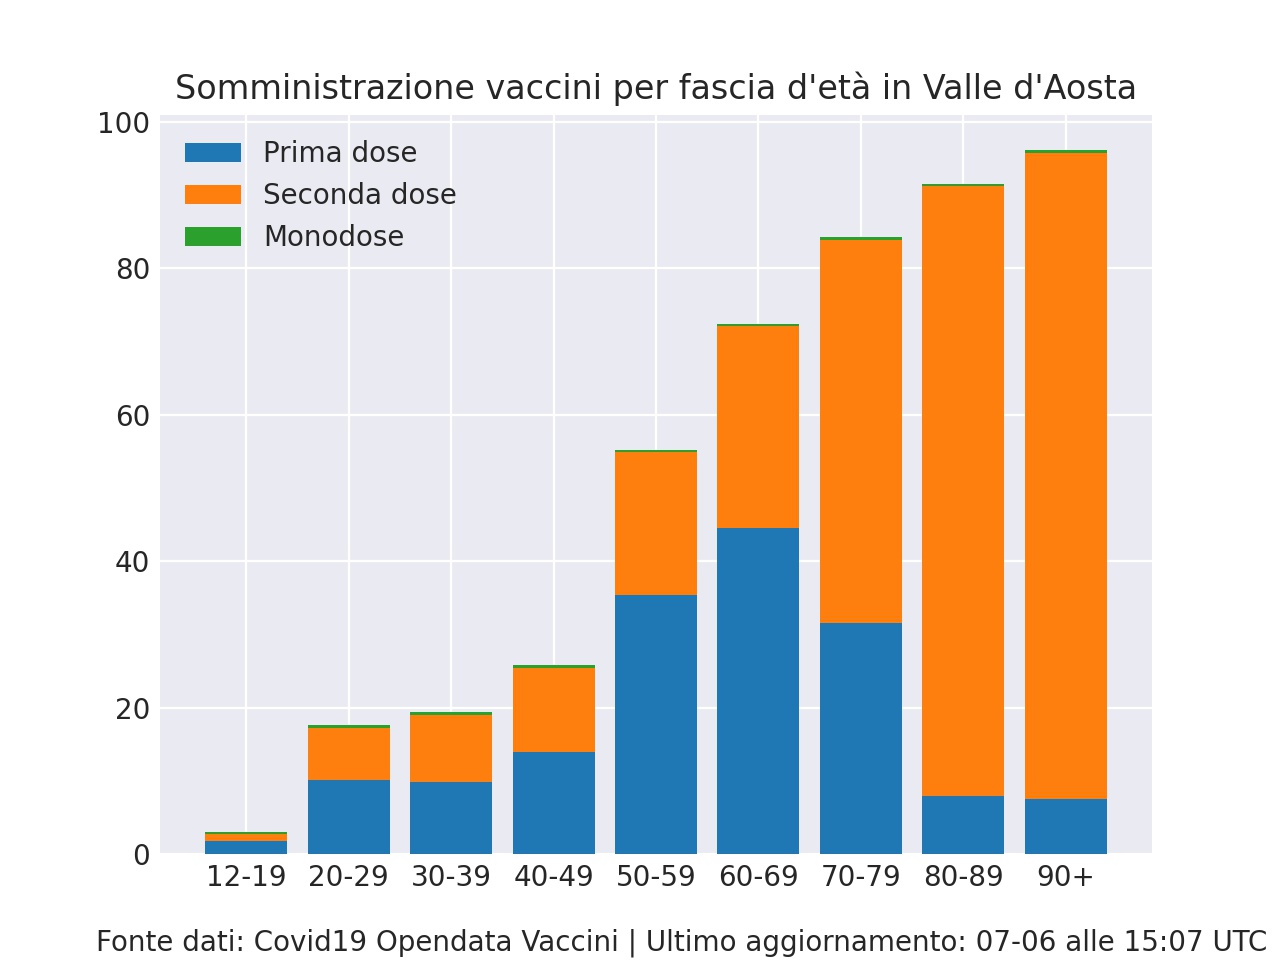 Somministrazione vaccini per fascia d'età in Valle d'Aosta
100
80
60
40
20
0
Prima dose
Seconda dose
Monodose
12-19 20-29 30-39 40-49 50-59 60-69 70-79 80-89 90+
Fonte dati: Covid19 Opendata Vaccini | Ultimo aggiornamento: 07-06 alle 15:07 UTC